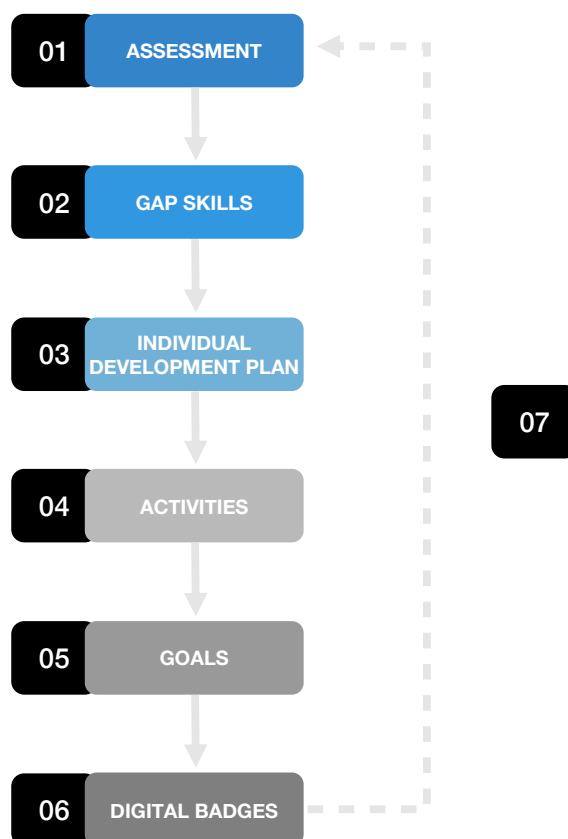 01 ASSESSMENT
02 GAP SKILLS
03 INDIVIDUAL
DEVELOPMENT PLAN
07
04 ACTIVITIES
05 GOALS
06 DIGITAL BADGES